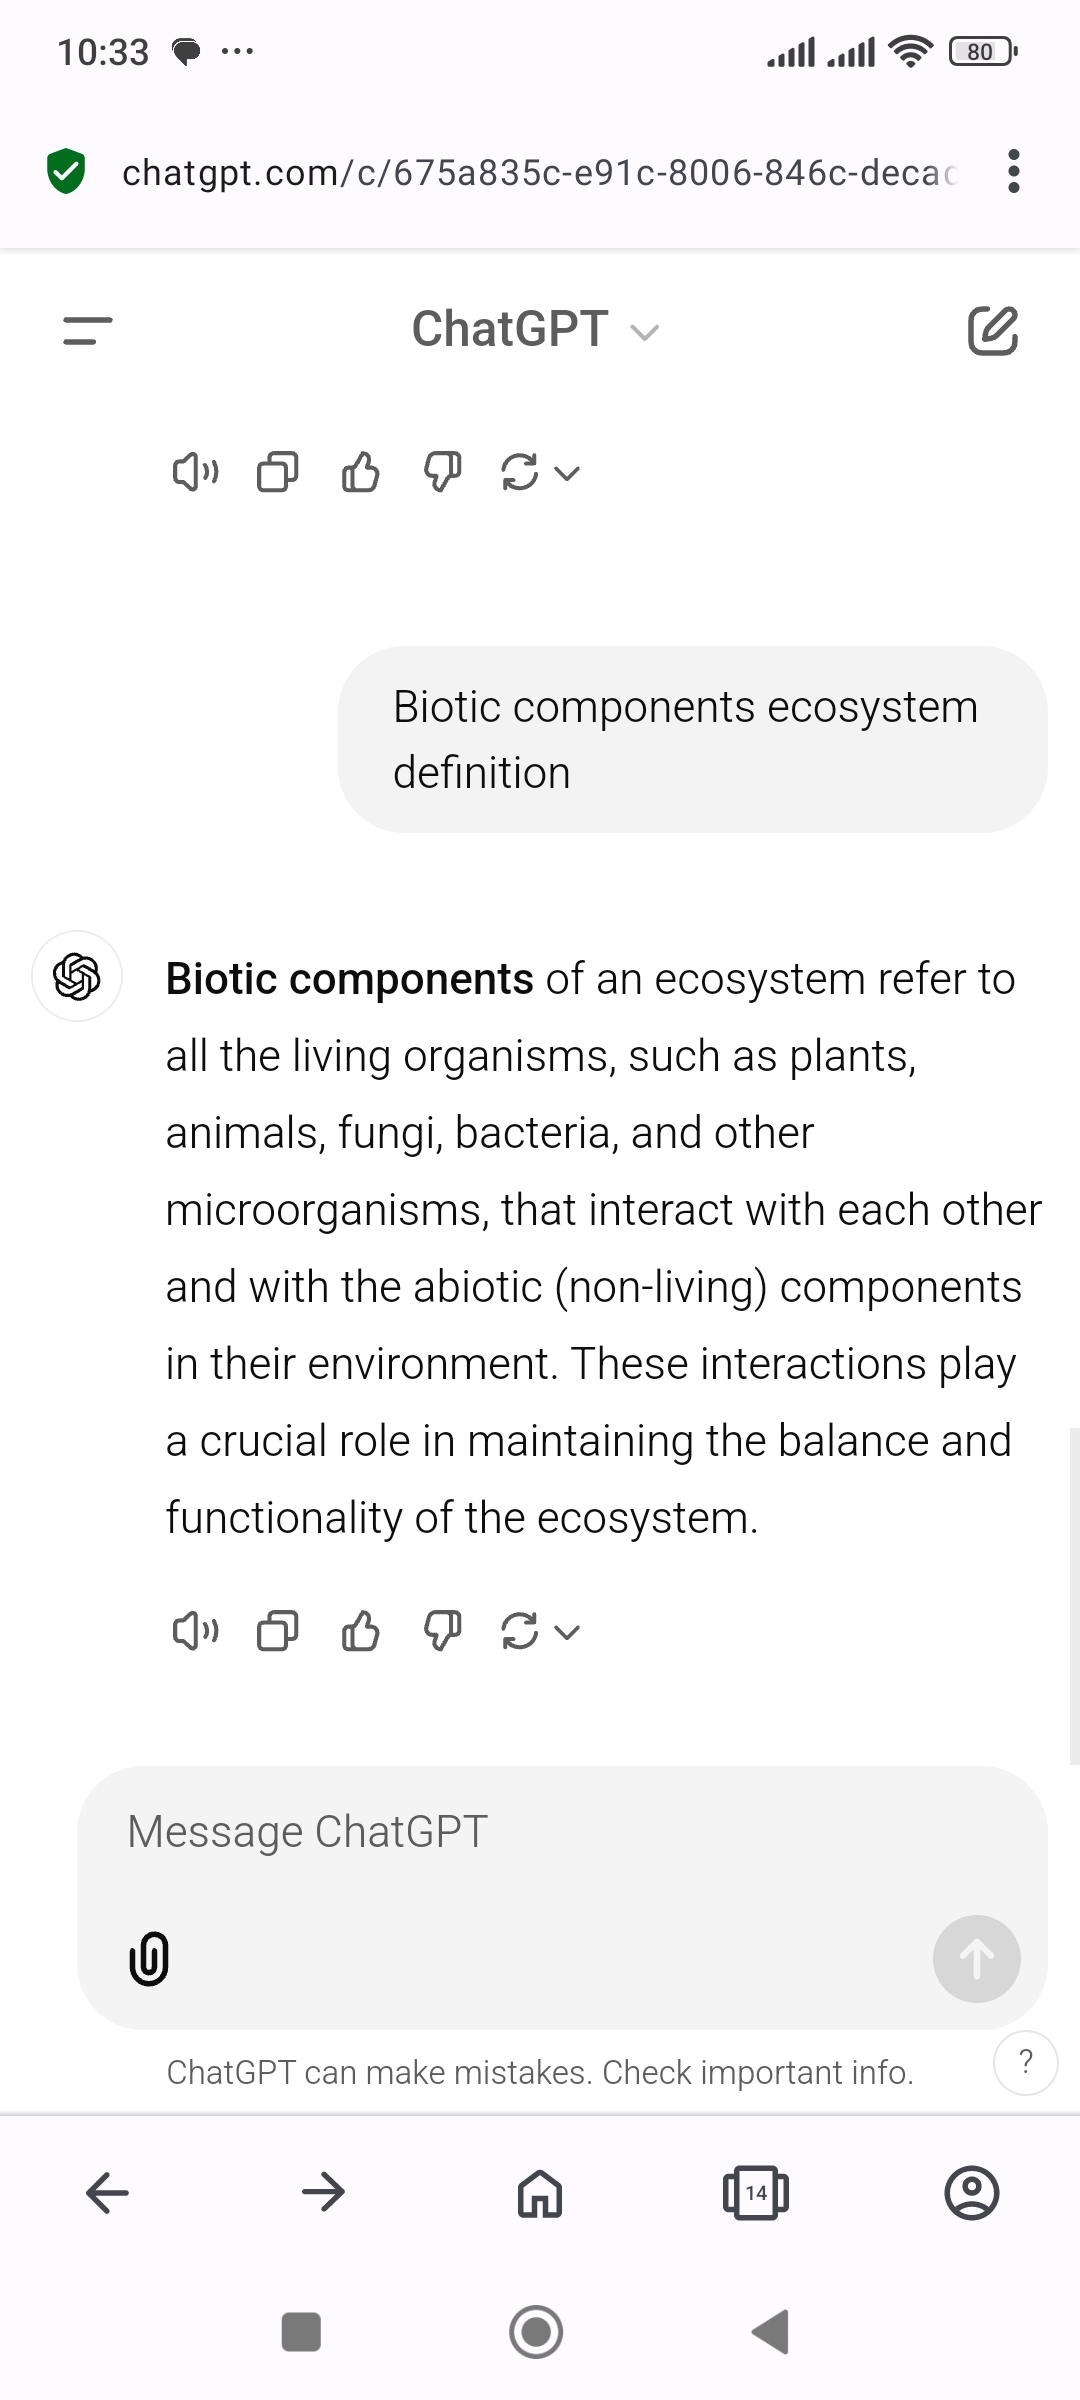 10:33
80
chatgpt.com/c/675a835c-e91c-8006-846c-decac
ChatGPT
Biotic components ecosystem
definition
Biotic components of an ecosystem refer to
all the living organisms, such as plants,
animals, fungi, bacteria, and other
microorganisms, that interact with each other
and with the abiotic (non-living) components
in their environment. These interactions play
a crucial role in maintaining the balance and
functionality of the ecosystem.
Message ChatGPT
ChatGPT can make mistakes. Check important info.
?
14